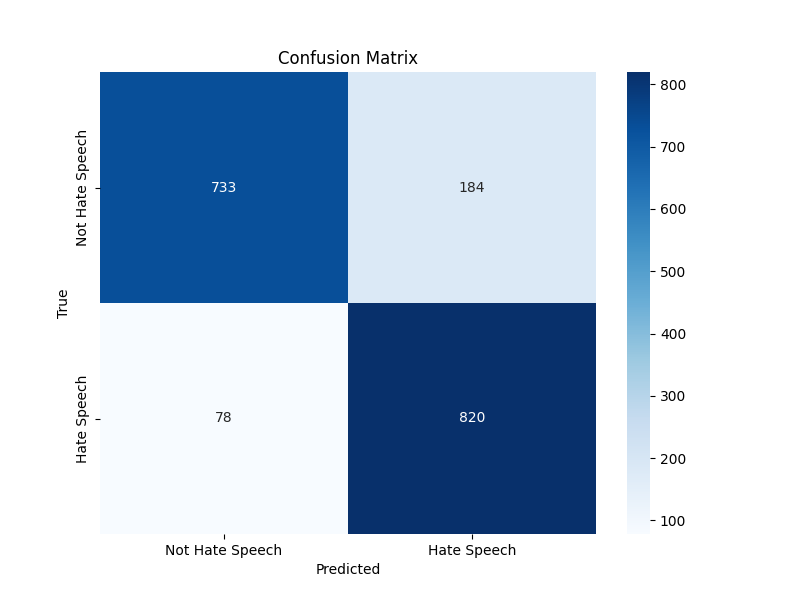 Confusion Matrix
True
Not Hate Speech
Hate Speech
733
184
78
820
Not Hate Speech
Hate Speech
Predicted
800
700
600
500
400
300
200
100